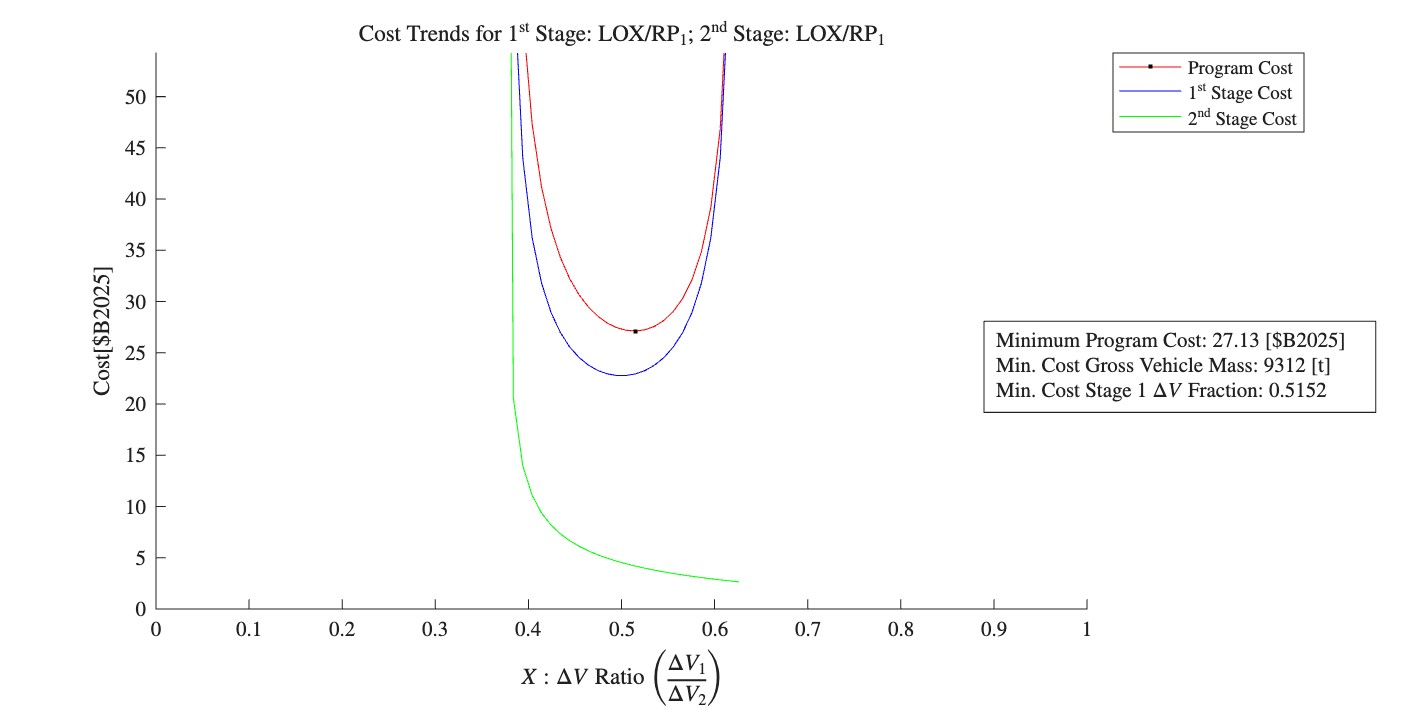 Cost Trends for 1st Stage: LOX/RP1; 2nd Stage: LOX/RP1
Program Cost
1st Stage Cost
2nd Stage Cost
50
45
40
35
30
25
20
15
10
5
0
Cost[$B2025]
Minimum Program Cost: 27.13 [$B2025]
Min. Cost Gross Vehicle Mass: 9312 [t]
Min. Cost Stage 1 ΔV Fraction: 0.5152
0 0.1 0.2 0.3 0.4 0.5 0.6 0.7 0.8 0.9 1
X : ΔV Ratio (ΔV1/ΔV2)